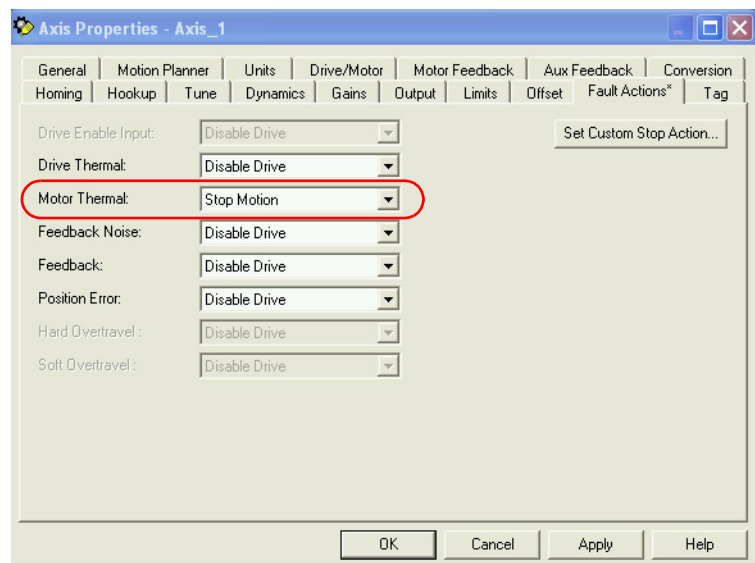 Axis Properties - Axis_1
General Motion Planner Units Drive/Motor Motor Feedback Aux Feedback Conversion
Homing Hookup Tune Dynamics Gains Output Limits Offset Fault Actions* Tag
Drive Enable Input: Disable Drive Set Custom Stop Action...
Drive Thermal: Disable Drive
Motor Thermal: Stop Motion
Feedback Noise: Disable Drive
Feedback: Disable Drive
Position Error: Disable Drive
Hard Overtravel : Disable Drive
Soft Overtravel : Disable Drive
OK Cancel Apply Help